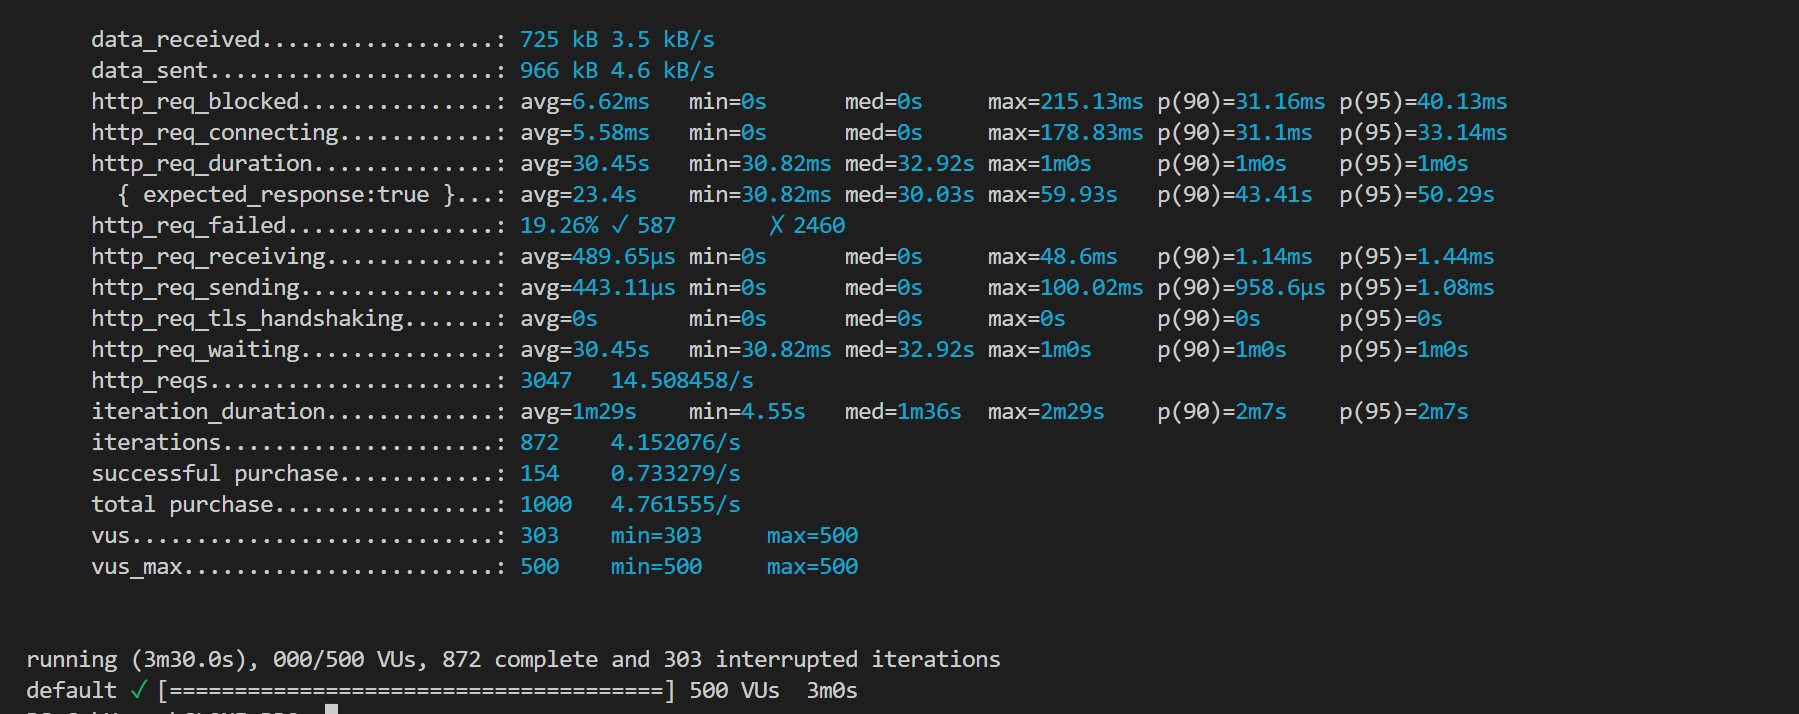 data_received..................: 725 kB 3.5 kB/s
data_sent......................: 966 kB 4.6 kB/s
http_req_blocked...............: avg=6.62ms   min=0s      med=0s     max=215.13ms p(90)=31.16ms p(95)=40.13ms
http_req_connecting............: avg=5.58ms   min=0s      med=0s     max=178.83ms p(90)=31.1ms  p(95)=33.14ms
http_req_duration..............: avg=30.45s   min=30.82ms med=32.92s max=1m0s     p(90)=1m0s    p(95)=1m0s
{ expected_response:true }...: avg=23.4s    min=30.82ms med=30.03s max=59.93s   p(90)=43.41s  p(95)=50.29s
http_req_failed................: 19.26% ✓ 587       ✗ 2460
http_req_receiving.............: avg=489.65µs min=0s      med=0s     max=48.6ms   p(90)=1.14ms  p(95)=1.44ms
http_req_sending...............: avg=443.11µs min=0s      med=0s     max=100.02ms p(90)=958.6µs p(95)=1.08ms
http_req_tls_handshaking.......: avg=0s       min=0s      med=0s     max=0s       p(90)=0s      p(95)=0s
http_req_waiting...............: avg=30.45s   min=30.82ms med=32.92s max=1m0s     p(90)=1m0s    p(95)=1m0s
http_reqs......................: 3047   14.508458/s
iteration_duration.............: avg=1m29s    min=4.55s   med=1m36s  max=2m29s    p(90)=2m7s    p(95)=2m7s
iterations.....................: 872    4.152076/s
successful purchase............: 154    0.733279/s
total purchase.................: 1000   4.761555/s
vus............................: 303    min=303     max=500
vus_max........................: 500    min=500     max=500
running (3m30.0s), 000/500 VUs, 872 complete and 303 interrupted iterations
default ✓ [======================================] 500 VUs  3m0s